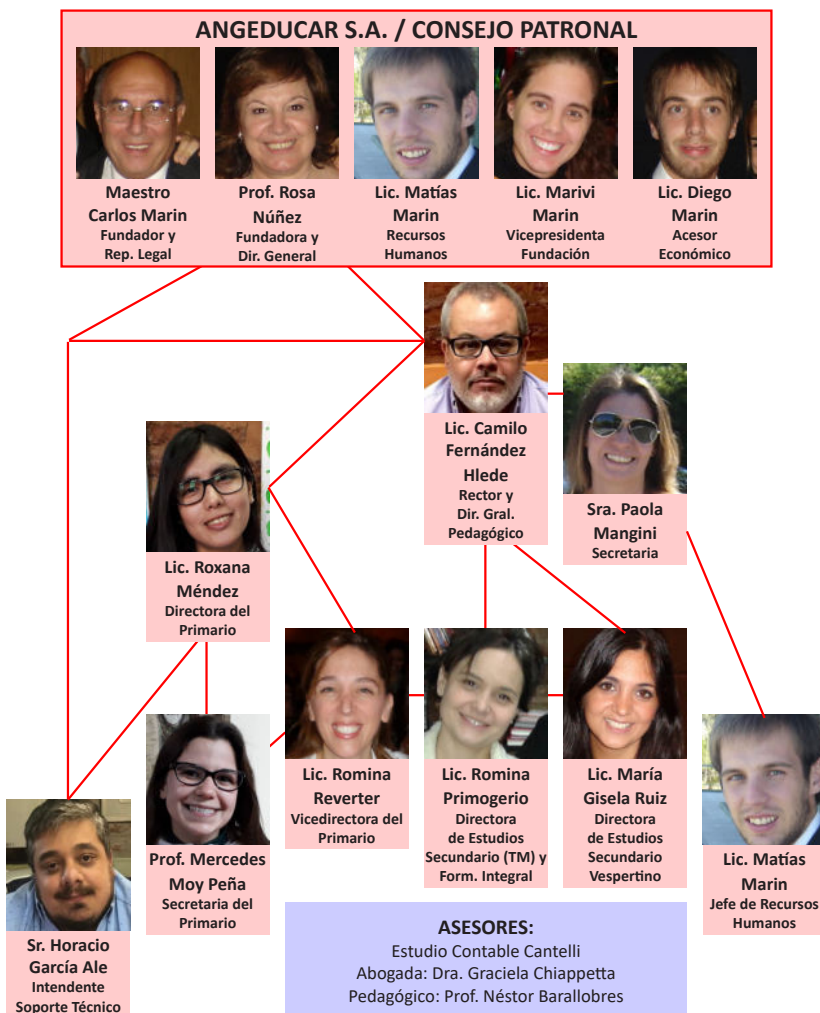 ANGEDUCAR S.A. / CONSEJO PATRONAL
Maestro
Carlos Marin
Fundador y
Rep. Legal
Prof. Rosa
Núñez
Fundadora y
Dir. General
Lic. Matías
Marin
Recursos
Humanos
Lic. Marivi
Marin
Vicepresidenta
Fundación
Lic. Diego
Marin
Acesor
Económico
Lic. Camilo
Fernández
Hlede
Rector y
Dir. Gral.
Pedagógico
Sra. Paola
Mangini
Secretaria
Lic. Roxana
Méndez
Directora del
Primario
Lic. Romina
Reverter
Vicedirectora del
Primario
Lic. Romina
Primogerio
Directora
de Estudios
Secundario (TM) y
Form. Integral
Lic. María
Gisela Ruiz
Directora
de Estudios
Secundario
Vespertino
Lic. Matías
Marin
Jefe de Recursos
Humanos
Prof. Mercedes
Moy Peña
Secretaria del
Primario
Sr. Horacio
García Ale
Intendente
Soporte Técnico
ASESORES:
Estudio Contable Cantelli
Abogada: Dra. Graciela Chiappetta
Pedagógico: Prof. Néstor Barallobres